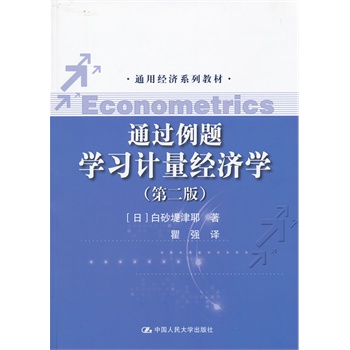 ·通用经济系列教材·
Econometrics
通过例题
学习计量经济学
（第二版）
［日］白砂堤津耶 著
瞿 强 译
中国人民大学出版社